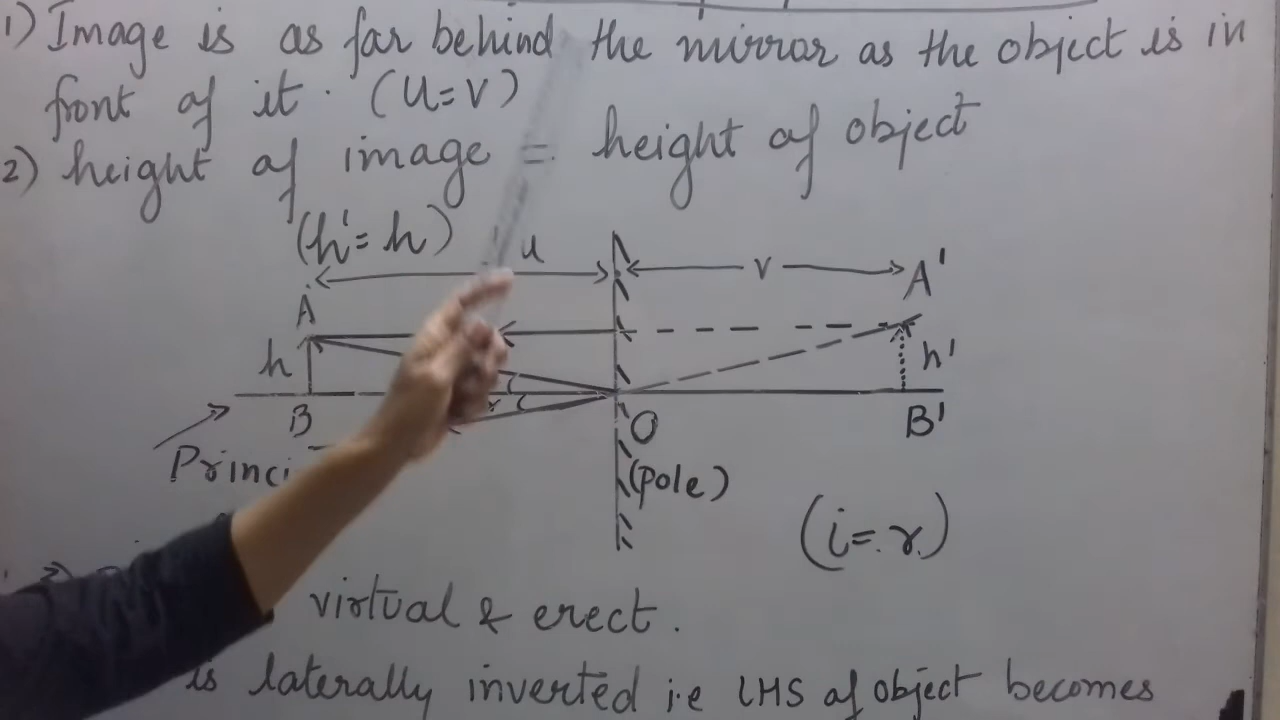 1) Image is as far behind the mirror as the object is in
front of it. (u=v)
2) height of image = height of object
(h'= h)
u
v
A
A'
h
h'
B
O
B'
(pole)
(i=r)
virtual & erect.
is laterally inverted i.e LHS of object becomes